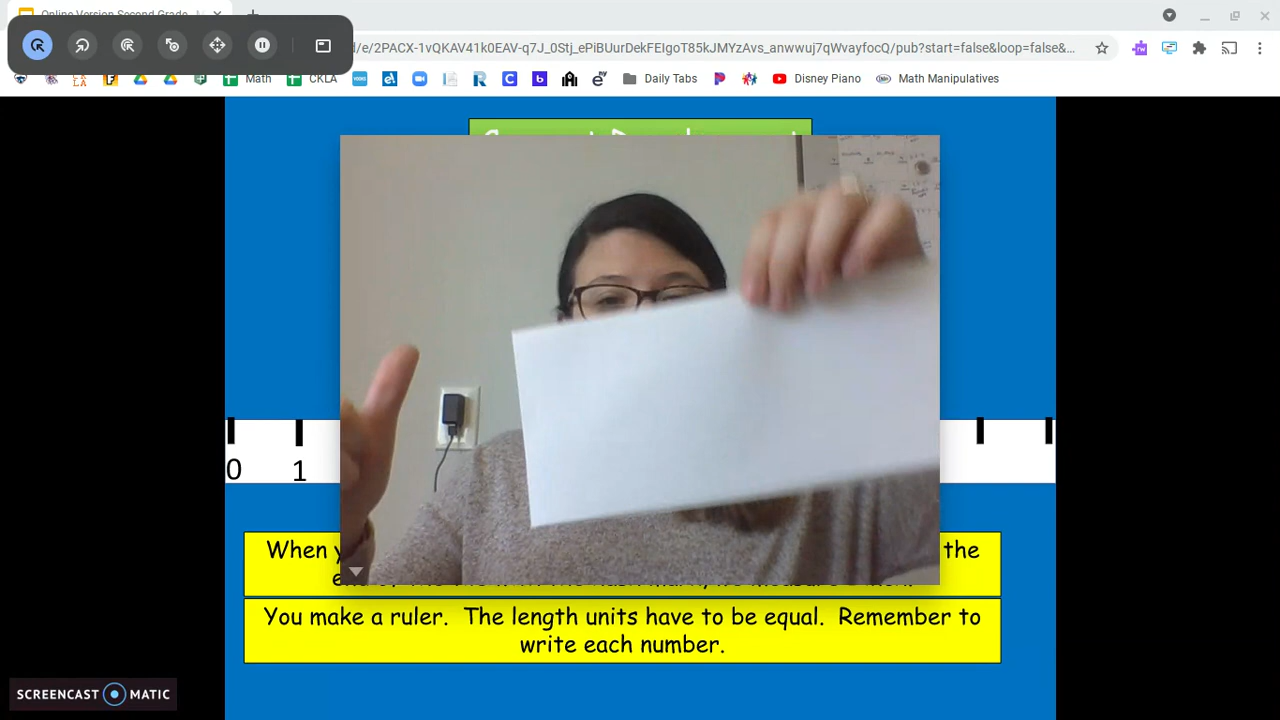 Online Version Second Grade
d/e/2PACX-1vQKAV41k0EAV-q7J_0Stj_ePiBUurDekFEIgoT85kJMYzAvs_anwwuj7qWvayfocQ/pub?start=false&loop=false&...
Math
CKLA
Daily Tabs
Disney Piano
Math Manipulatives
0 1
When the
You make a ruler. The length units have to be equal. Remember to
write each number.
SCREENCAST MATIC